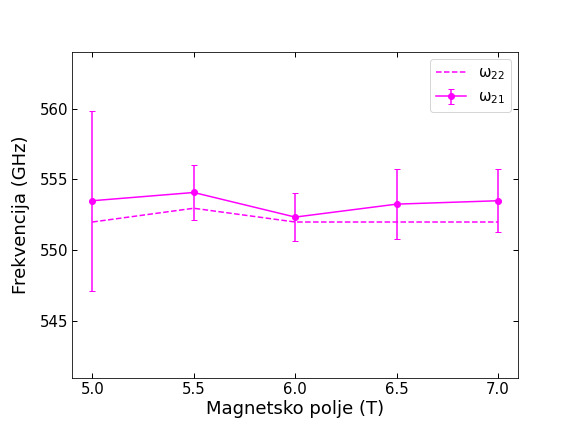 ω₂₂
ω₂₁
560
555
550
545
Frekvencija (GHz)
5.0 5.5 6.0 6.5 7.0
Magnetsko polje (T)